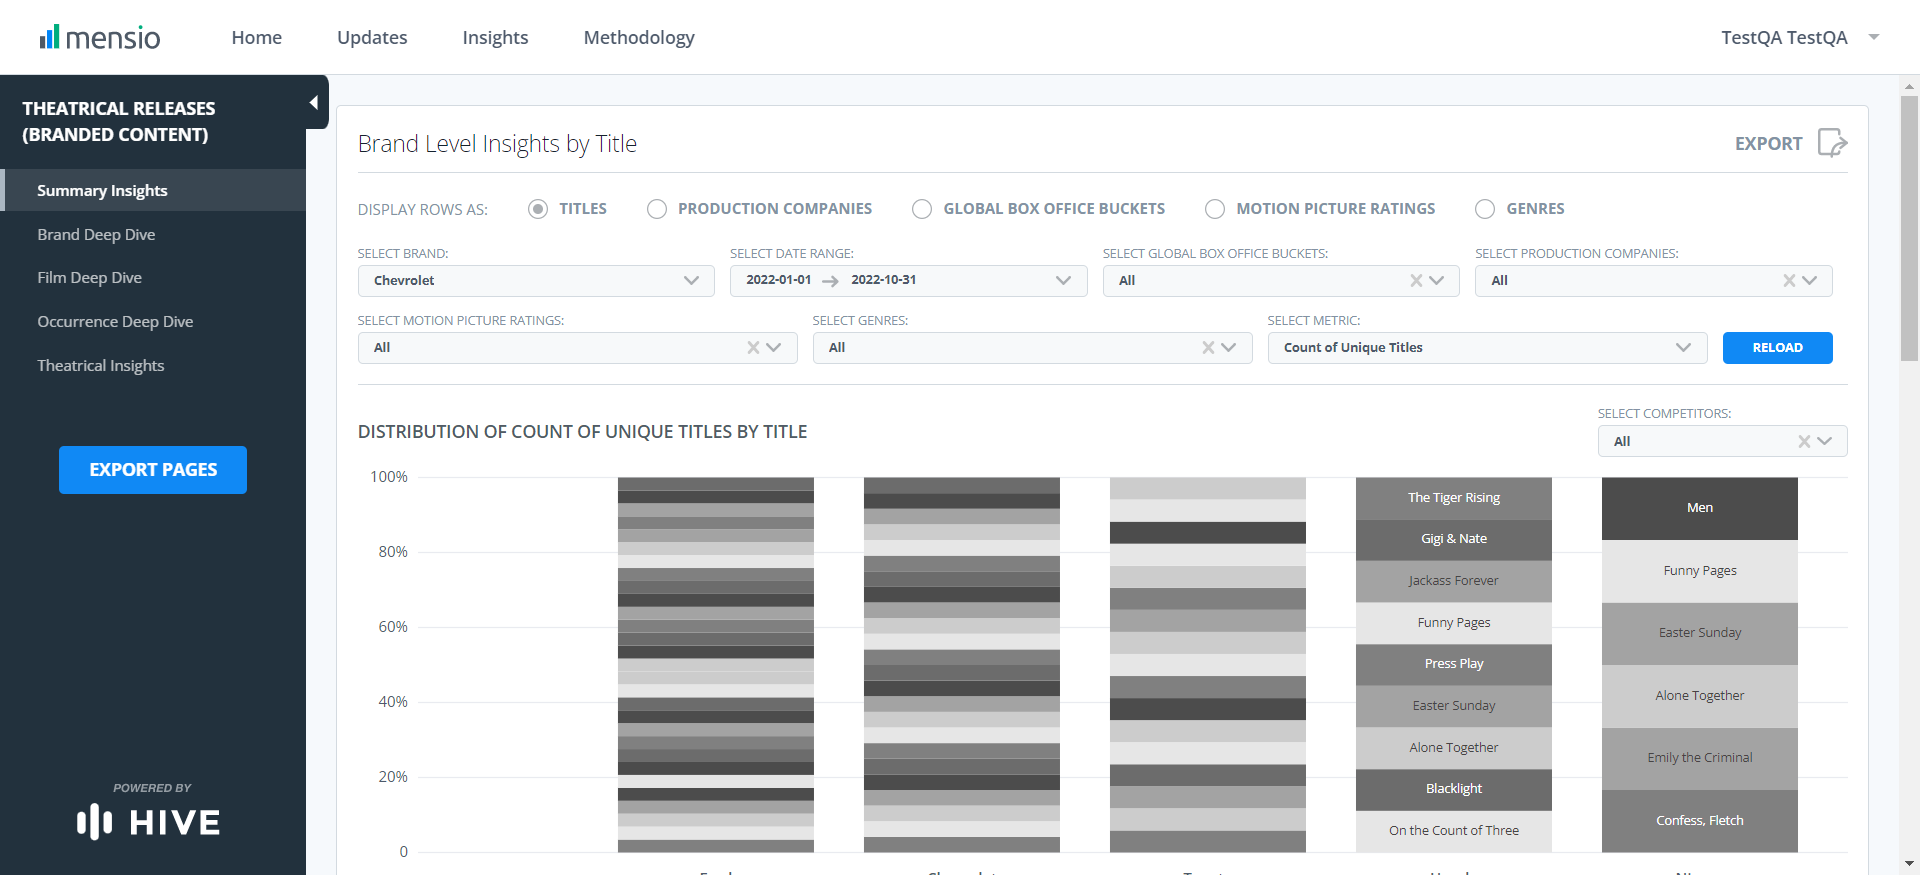 mensio
Home
Updates
Insights
Methodology
TestQA TestQA
THEATRICAL RELEASES
(BRANDED CONTENT)
Summary Insights
Brand Deep Dive
Film Deep Dive
Occurrence Deep Dive
Theatrical Insights
EXPORT PAGES
POWERED BY
HIVE
Brand Level Insights by Title
EXPORT
DISPLAY ROWS AS:
TITLES
PRODUCTION COMPANIES
GLOBAL BOX OFFICE BUCKETS
MOTION PICTURE RATINGS
GENRES
SELECT BRAND:
Chevrolet
SELECT DATE RANGE:
2022-01-01
2022-10-31
SELECT GLOBAL BOX OFFICE BUCKETS:
All
SELECT PRODUCTION COMPANIES:
All
SELECT MOTION PICTURE RATINGS:
All
SELECT GENRES:
All
SELECT METRIC:
Count of Unique Titles
RELOAD
DISTRIBUTION OF COUNT OF UNIQUE TITLES BY TITLE
SELECT COMPETITORS:
All
100%
80%
60%
40%
20%
0
The Tiger Rising
Gigi & Nate
Jackass Forever
Funny Pages
Press Play
Easter Sunday
Alone Together
Blacklight
On the Count of Three
Men
Funny Pages
Easter Sunday
Alone Together
Emily the Criminal
Confess, Fletch